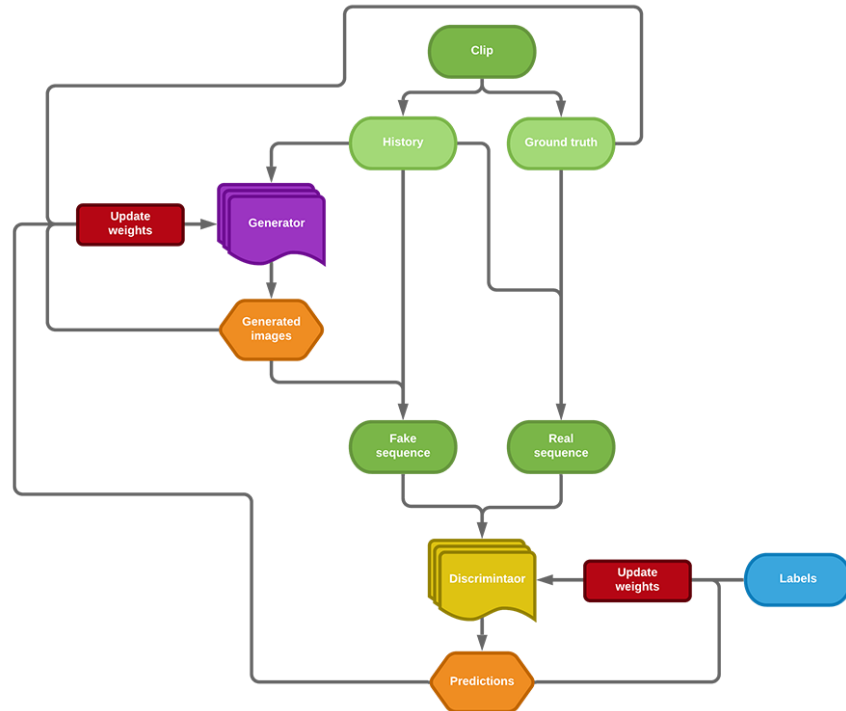 Clip
History
Ground truth
Update
weights
Generator
Generated
images
Fake
sequence
Real
sequence
Discrimintaor
Update
weights
Labels
Predictions